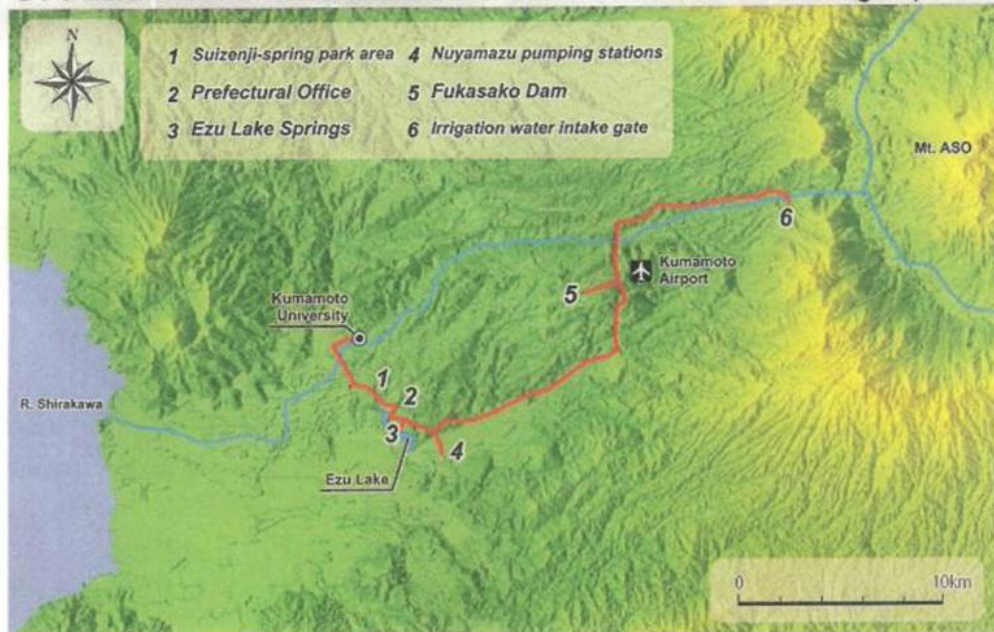 N
1 Suizenji-spring park area 4 Nuyamazu pumping stations
2 Prefectural Office 5 Fukasako Dam
3 Ezu Lake Springs 6 Irrigation water intake gate
Mt. ASO
6
Kumamoto
Airport
5
Kumamoto
University
1
2
R. Shirakawa
3
4
Ezu Lake
0 10km